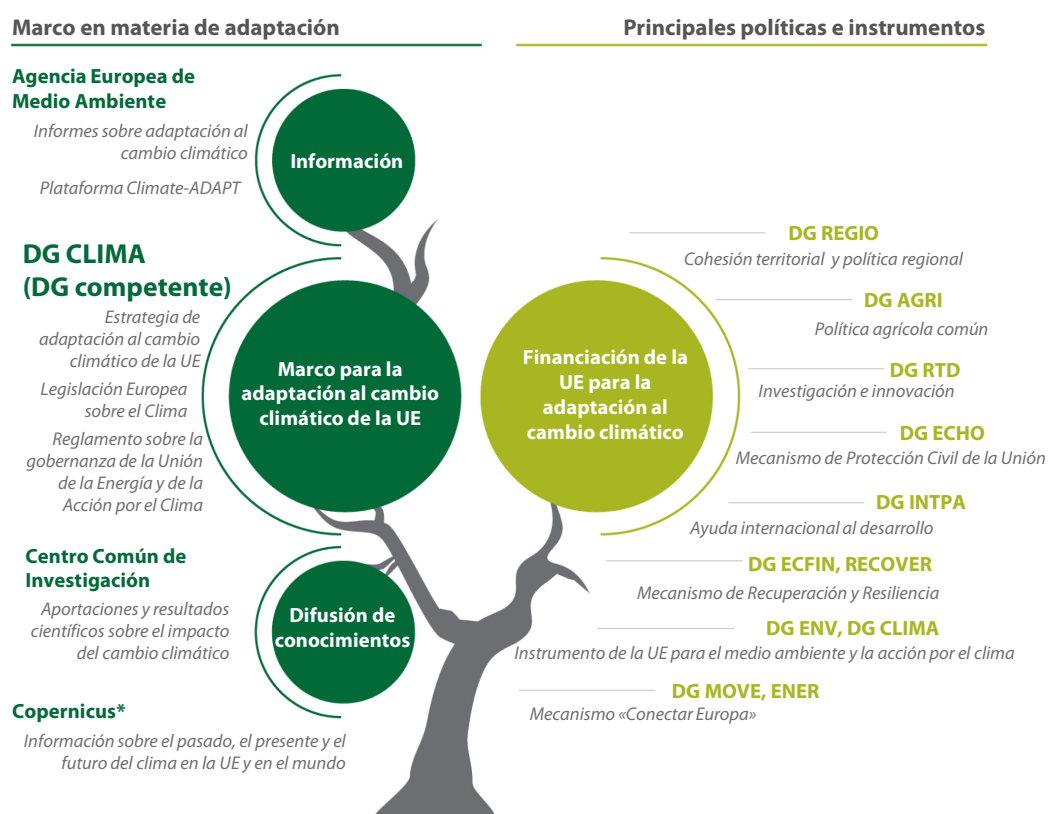 Marco en materia de adaptación
Agencia Europea de
Medio Ambiente
Informes sobre adaptación al
cambio climático
Plataforma Climate-ADAPT
Información
DG CLIMA
(DG competente)
Estrategia de
adaptación al cambio
climático de la UE
Legislación Europea
sobre el Clima
Reglamento sobre la
gobernanza de la Unión
de la Energía y de la
Acción por el Clima
Marco para la
adaptación al cambio
climático de la UE
Centro Común de
Investigación
Aportaciones y resultados
científicos sobre el impacto
del cambio climático
Difusión de
conocimientos
Copernicus*
Información sobre el pasado, el presente y el
futuro del clima en la UE y en el mundo
Principales políticas e instrumentos
Financiación de la
UE para la
adaptación al
cambio climático
DG REGIO
Cohesión territorial y política regional
DG AGRI
Política agrícola común
DG RTD
Investigación e innovación
DG ECHO
Mecanismo de Protección Civil de la Unión
DG INTPA
Ayuda internacional al desarrollo
DG ECFIN, RECOVER
Mecanismo de Recuperación y Resiliencia
DG ENV, DG CLIMA
Instrumento de la UE para el medio ambiente y la acción por el clima
DG MOVE, ENER
Mecanismo «Conectar Europa»